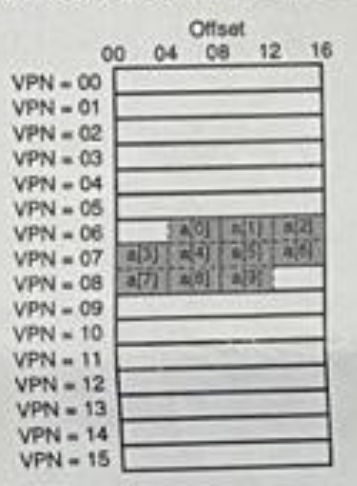 Offset
00 04 08 12 16
VPN = 00
VPN = 01
VPN = 02
VPN = 03
VPN = 04
VPN = 05
VPN = 06 a[0] a[1] a[2]
VPN = 07 a[3] a[4] a[5] a[6]
VPN = 08 a[7] a[8] a[9]
VPN = 09
VPN = 10
VPN = 11
VPN = 12
VPN = 13
VPN = 14
VPN = 15